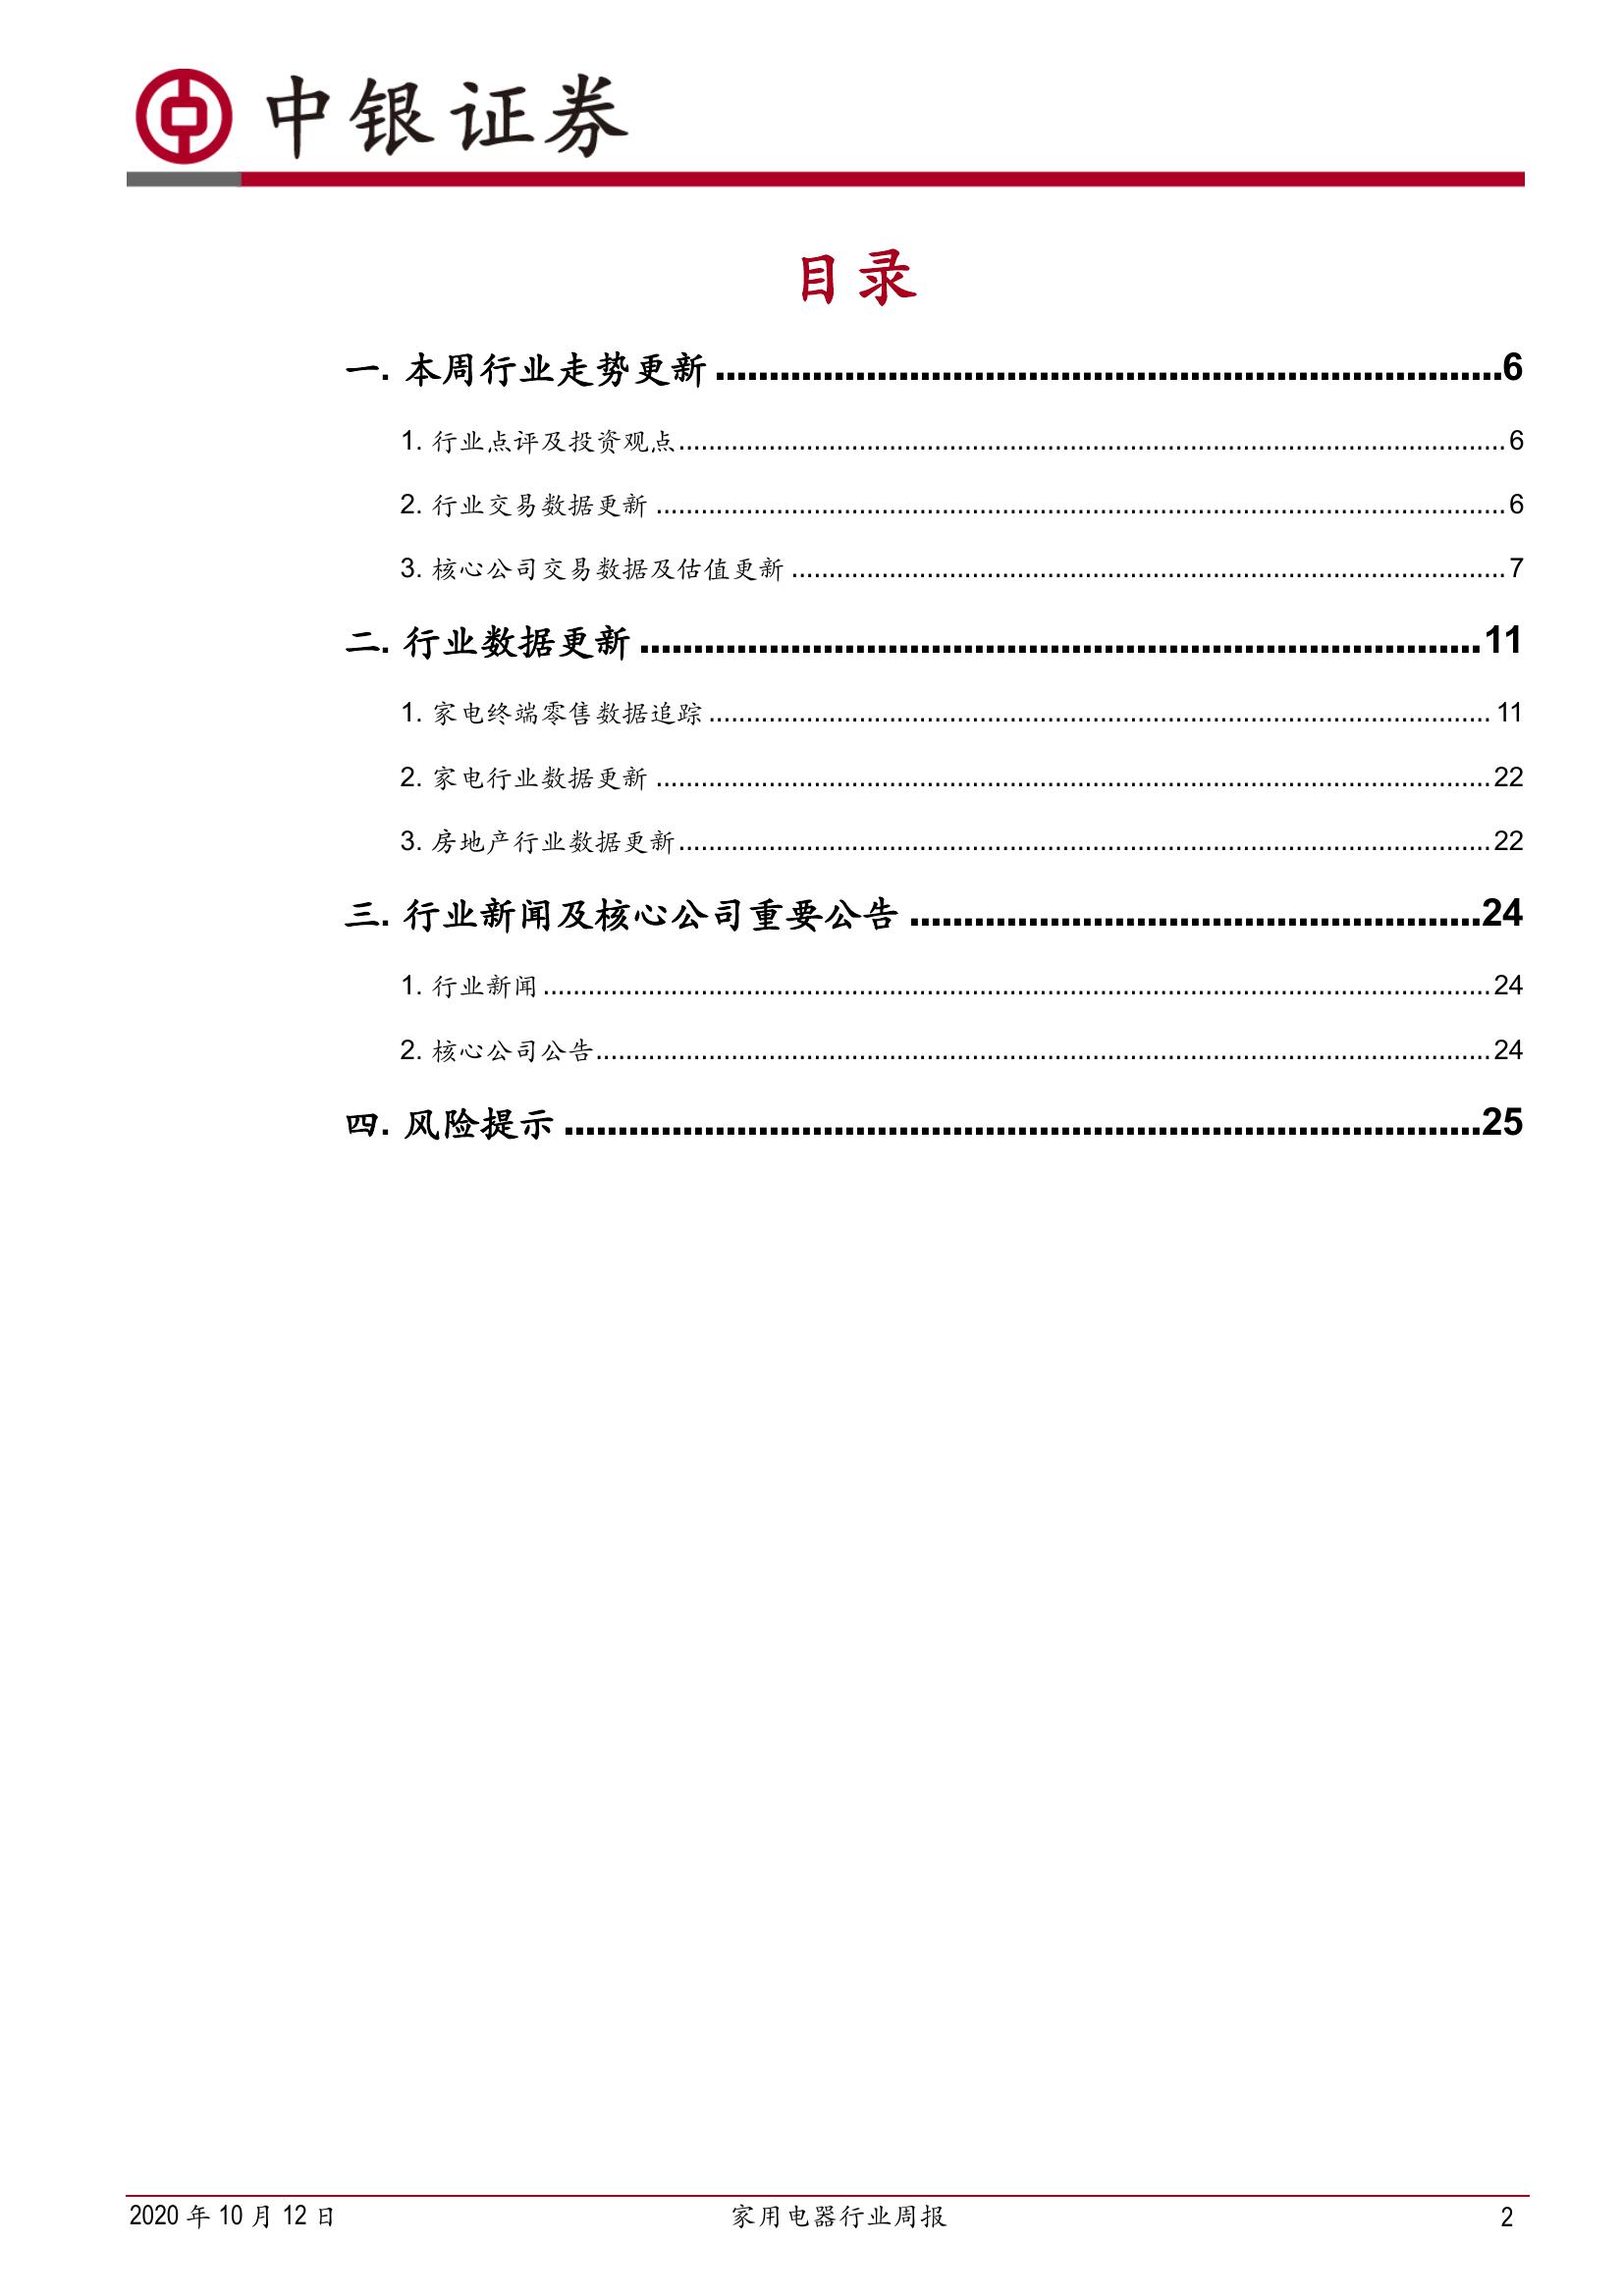 中银证券
目录
一. 本周行业走势更新 ........................................................................6
1. 行业点评及投资观点 ........................................................................6
2. 行业交易数据更新 ........................................................................6
3. 核心公司交易数据及估值更新 ........................................................................7
二. 行业数据更新 ........................................................................11
1. 家电终端零售数据追踪 ........................................................................11
2. 家电行业数据更新 ........................................................................22
3. 房地产行业数据更新 ........................................................................22
三. 行业新闻及核心公司重要公告 ........................................................................24
1. 行业新闻 ........................................................................24
2. 核心公司公告 ........................................................................24
四. 风险提示 ........................................................................25
2020 年 10 月 12 日 家用电器行业周报 2